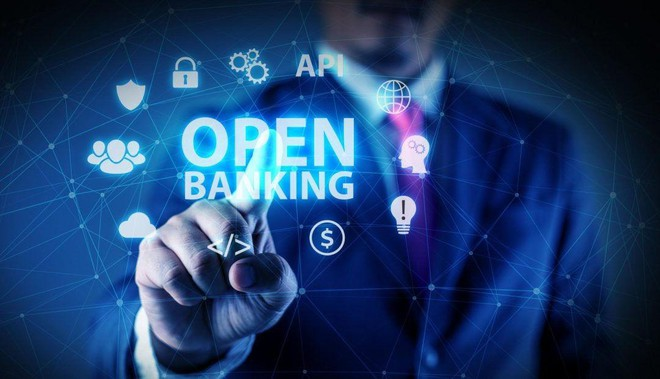 API
OPEN
BANKING
</>
$
!